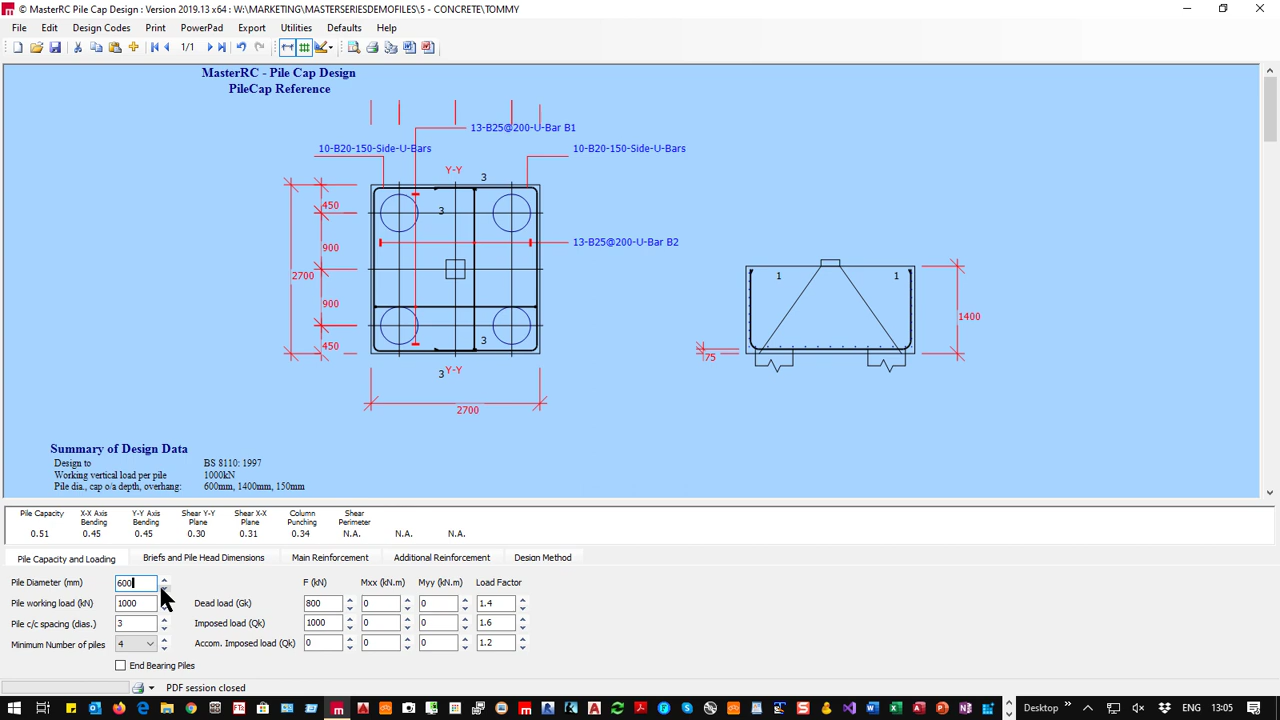 MasterRC Pile Cap Design : Version 2019.13 x64 : W:\MARKETING\MASTERSERIESDEMOFILES\5 - CONCRETE\TOMMY
File Edit Design Codes Print PowerPad Export Utilities Defaults Help
1/1
MasterRC - Pile Cap Design
PileCap Reference
13-B25@200-U-Bar B1
10-B20-150-Side-U-Bars 10-B20-150-Side-U-Bars
Y-Y
3
450
3
13-B25@200-U-Bar B2
900
2700
1 1
900
1400
3
450
75
3
Y-Y
2700
Summary of Design Data
Design to BS 8110: 1997
Working vertical load per pile 1000kN
Pile dia., cap o/a depth, overhang: 600mm, 1400mm, 150mm
Pile Capacity X-X Axis Bending Y-Y Axis Bending Shear Y-Y Plane Shear X-X Plane Column Punching Shear Perimeter
0.51 0.45 0.45 0.30 0.31 0.34 N.A. N.A. N.A.
Pile Capacity and Loading Briefs and Pile Head Dimensions Main Reinforcement Additional Reinforcement Design Method
Pile Diameter (mm) 600 F (kN) Mxx (kN.m) Myy (kN.m) Load Factor
Pile working load (kN) 1000 Dead load (Gk) 800 0 0 1.4
Pile c/c spacing (dias.) 3 Imposed load (Qk) 1000 0 0 1.6
Minimum Number of piles 4 Accom. Imposed load (Qk) 0 0 0 1.2
End Bearing Piles
PDF session closed
Desktop » ENG 13:05